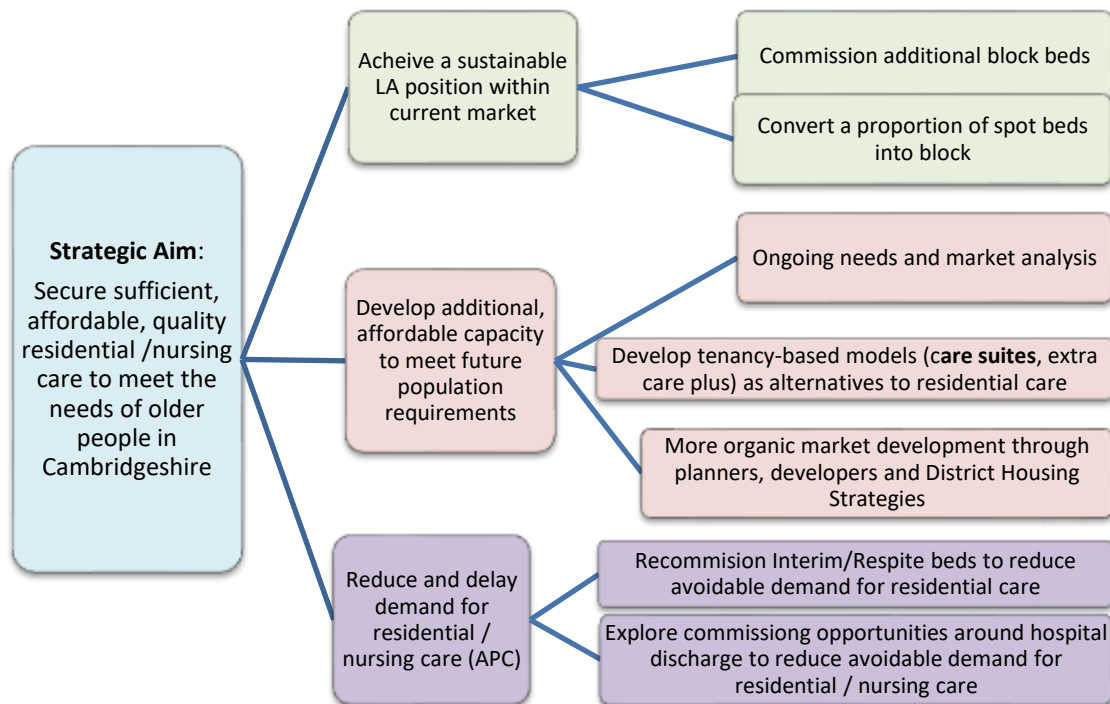 Strategic Aim:
Secure sufficient,
affordable, quality
residential /nursing
care to meet the
needs of older
people in
Cambridgeshire
Acheive a sustainable
LA position within
current market
Commission additional block beds
Convert a proportion of spot beds
into block
Develop additional,
affordable capacity
to meet future
population
requirements
Ongoing needs and market analysis
Develop tenancy-based models (care suites, extra
care plus) as alternatives to residential care
More organic market development through
planners, developers and District Housing
Strategies
Reduce and delay
demand for
residential /
nursing care (APC)
Recommision Interim/Respite beds to reduce
avoidable demand for residential care
Explore commissiong opportunities around hospital
discharge to reduce avoidable demand for
residential / nursing care